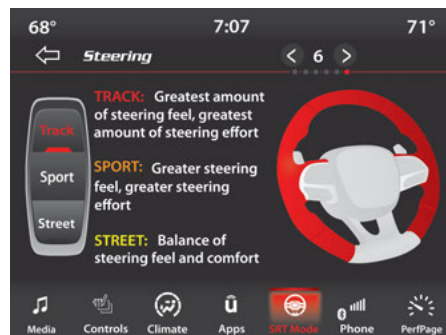 68° 7:07 71°
Steering < 6 >
TRACK: Greatest amount
of steering feel, greatest
amount of steering effort
Track
Sport
Street
SPORT: Greater steering
feel, greater steering
effort
STREET: Balance of
steering feel and comfort
Media Controls Climate Apps SRT Mode Phone PerfPage